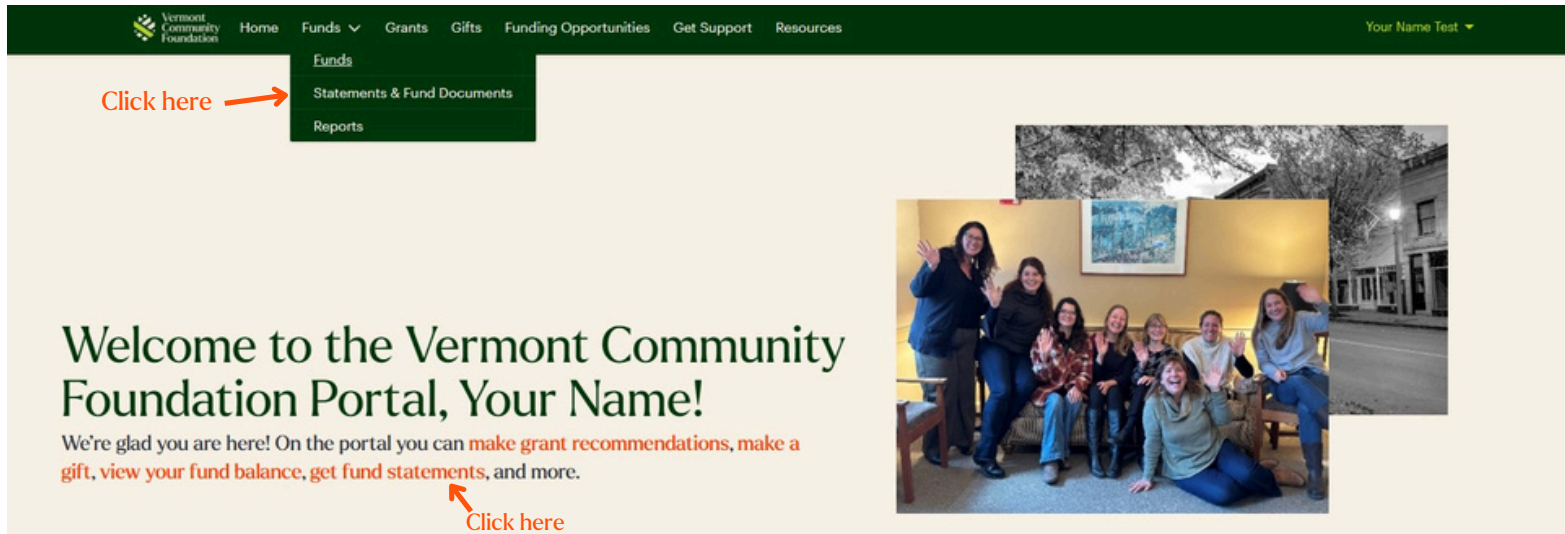 Vermont
Community
Foundation
Home Funds Grants Gifts Funding Opportunities Get Support Resources
Your Name Test
Funds
Statements & Fund Documents
Reports
Click here
Welcome to the Vermont Community
Foundation Portal, Your Name!
We're glad you are here! On the portal you can make grant recommendations, make a
gift, view your fund balance, get fund statements, and more.
Click here